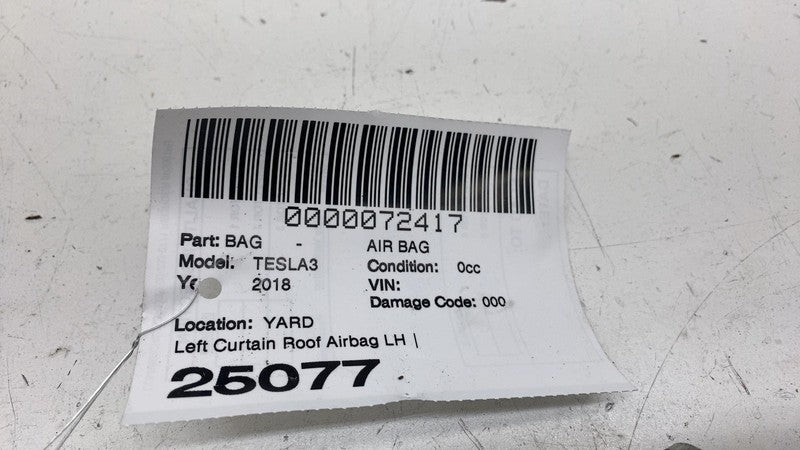 0000072417
Part: BAG - AIR BAG
Model: TESLA3 Condition: 0cc
2018 VIN:
Damage Code: 000
Location: YARD
Left Curtain Roof Airbag LH |
25077